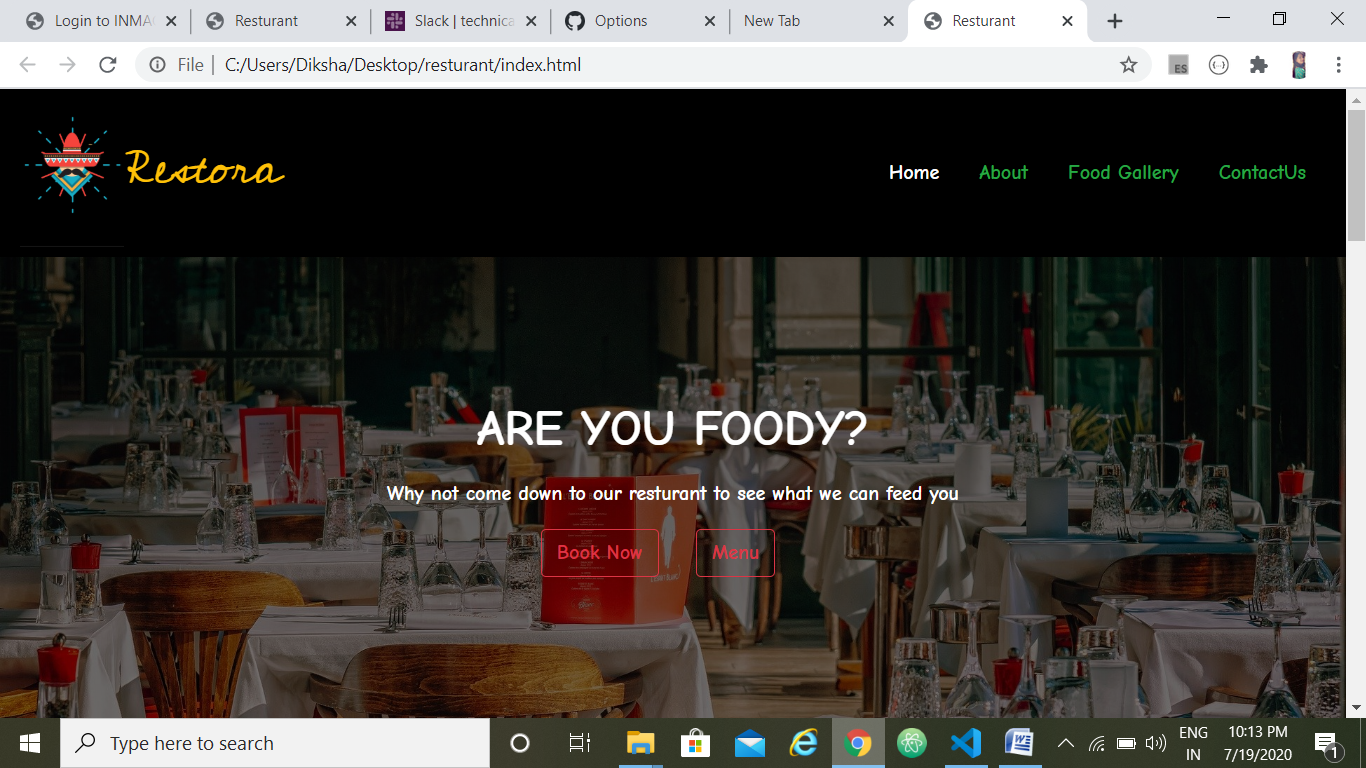 Login to INMA
Resturant
Slack | technica
Options
New Tab
Resturant
File | C:/Users/Diksha/Desktop/resturant/index.html
ES
Restora
Home About Food Gallery ContactUs
ARE YOU FOODY?
Why not come down to our resturant to see what we can feed you
Book Now Menu
Type here to search
ENG
IN
10:13 PM
7/19/2020
1